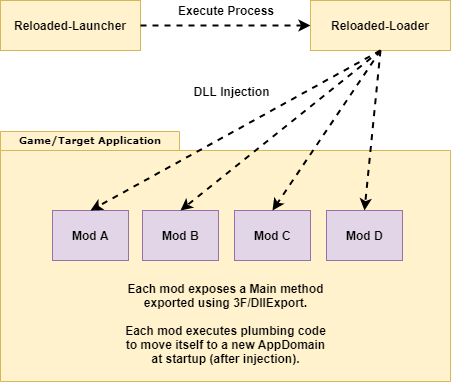 Execute Process
Reloaded-Launcher
Reloaded-Loader
DLL Injection
Game/Target Application
Mod A
Mod B
Mod C
Mod D
Each mod exposes a Main method
exported using 3F/DllExport.
Each mod executes plumbing code
to move itself to a new AppDomain
at startup (after injection).